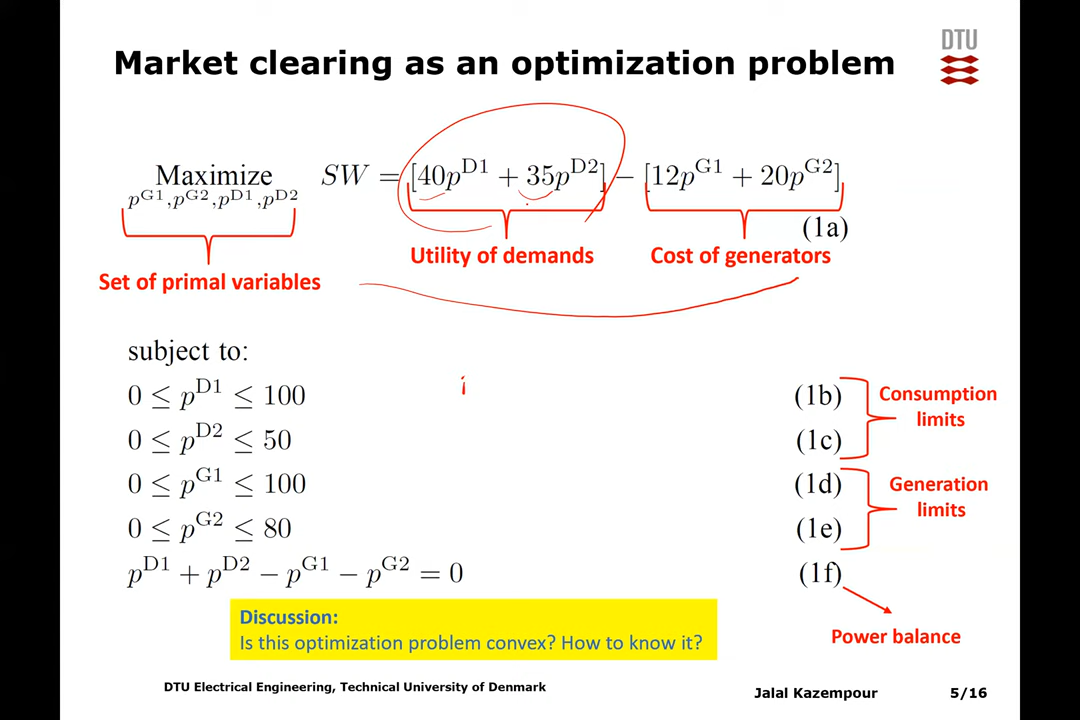 Market clearing as an optimization problem
DTU
Maximize SW = [40p^D1 + 35p^D2] − [12p^G1 + 20p^G2]
p^G1, p^G2, p^D1, p^D2
(1a)
Utility of demands
Cost of generators
Set of primal variables
subject to:
0 ≤ p^D1 ≤ 100 (1b)
0 ≤ p^D2 ≤ 50 (1c)
Consumption
limits
0 ≤ p^G1 ≤ 100 (1d)
0 ≤ p^G2 ≤ 80 (1e)
Generation
limits
p^D1 + p^D2 − p^G1 − p^G2 = 0 (1f)
Power balance
Discussion:
Is this optimization problem convex? How to know it?
DTU Electrical Engineering, Technical University of Denmark
Jalal Kazempour
5/16